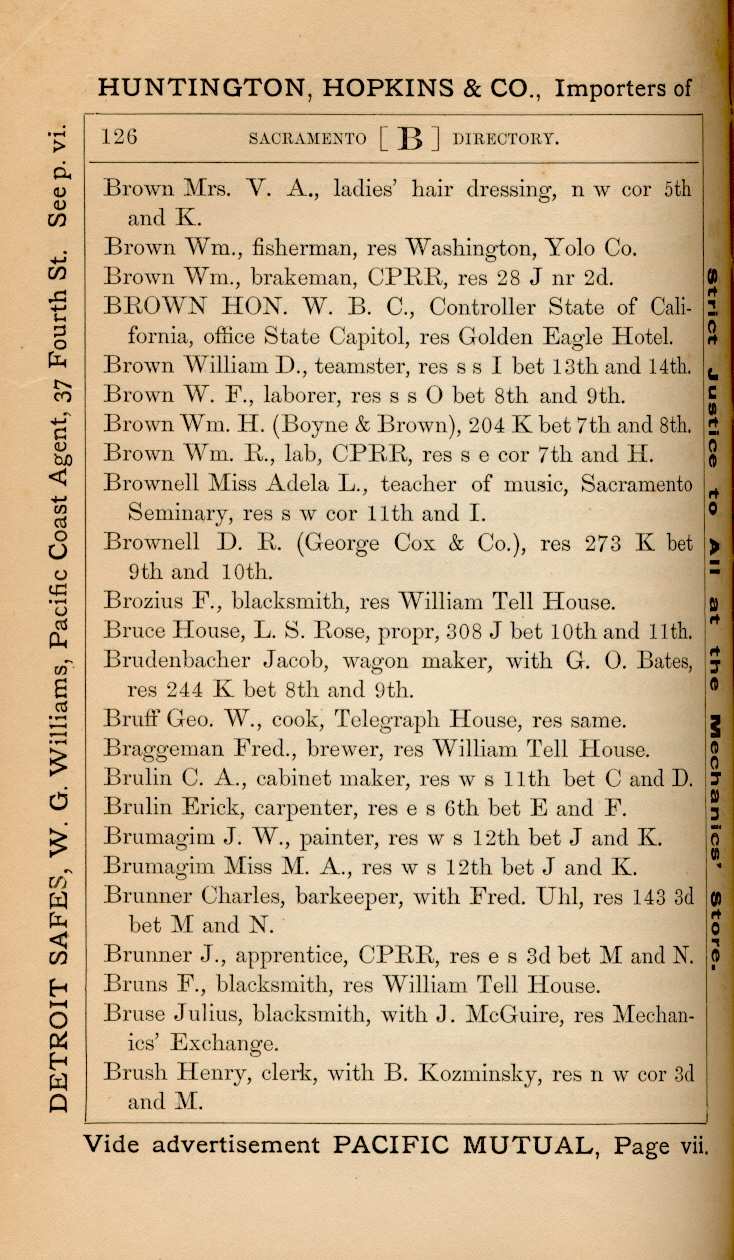 HUNTINGTON, HOPKINS & CO., Importers of
126 SACRAMENTO [ B ] DIRECTORY.
Brown Mrs. V. A., ladies' hair dressing, n w cor 5th
and K.
Brown Wm., fisherman, res Washington, Yolo Co.
Brown Wm., brakeman, CPRR, res 28 J nr 2d.
BROWN HON. W. B. C., Controller State of Cali-
fornia, office State Capitol, res Golden Eagle Hotel.
Brown William D., teamster, res s s I bet 13th and 14th.
Brown W. F., laborer, res s s O bet 8th and 9th.
Brown Wm. H. (Boyne & Brown), 204 K bet 7th and 8th.
Brown Wm. R., lab, CPRR, res s e cor 7th and H.
Brownell Miss Adela L., teacher of music, Sacramento
Seminary, res s w cor 11th and I.
Brownell D. R. (George Cox & Co.), res 273 K bet
9th and 10th.
Brozius F., blacksmith, res William Tell House.
Bruce House, L. S. Rose, propr, 308 J bet 10th and 11th.
Brudenbacher Jacob, wagon maker, with G. O. Bates,
res 244 K bet 8th and 9th.
Bruff Geo. W., cook, Telegraph House, res same.
Braggeman Fred., brewer, res William Tell House.
Brulin C. A., cabinet maker, res w s 11th bet C and D.
Brulin Erick, carpenter, res e s 6th bet E and F.
Brumagim J. W., painter, res w s 12th bet J and K.
Brumagim Miss M. A., res w s 12th bet J and K.
Brunner Charles, barkeeper, with Fred. Uhl, res 143 3d
bet M and N.
Brunner J., apprentice, CPRR, res e s 3d bet M and N.
Bruns F., blacksmith, res William Tell House.
Bruse Julius, blacksmith, with J. McGuire, res Mechan-
ics' Exchange.
Brush Henry, clerk, with B. Kozminsky, res n w cor 3d
and M.
Vide advertisement PACIFIC MUTUAL, Page vii.
DETROIT SAFES, W. G. Williams, Pacific Coast Agent, 37 Fourth St. See p. vi.
Strict Justice to All at the Mechanics' Store.